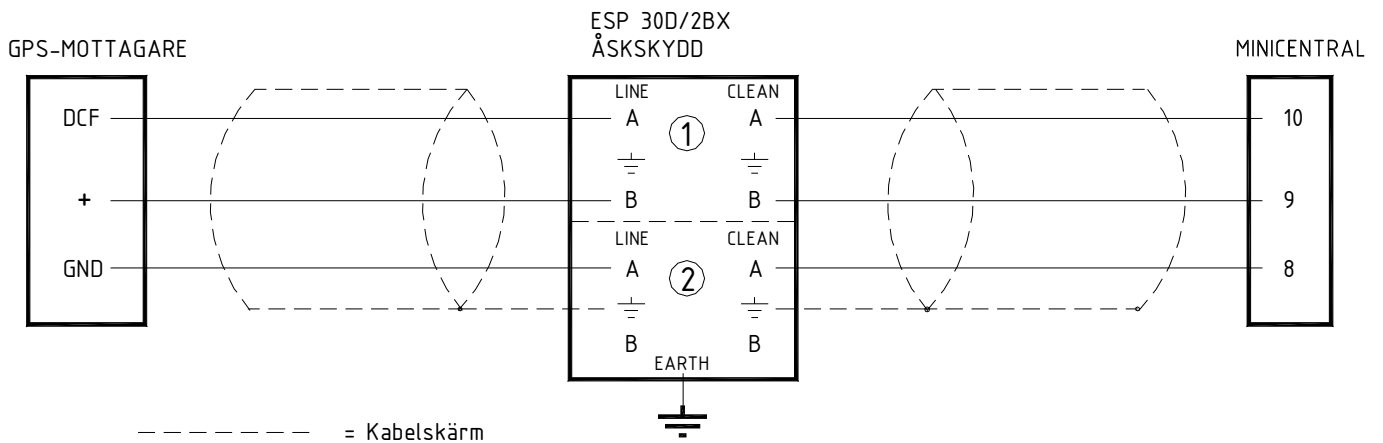 ESP 30D/2BX
ÅSKSKYDD
GPS-MOTTAGARE
MINICENTRAL
LINE CLEAN
DCF A 1 A 10
+ B B 9
LINE CLEAN
GND A 2 A 8
B B
EARTH
= Kabelskärm